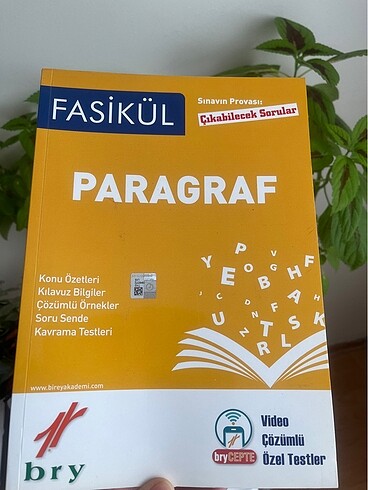 FASİKÜL
Sınavın Provası:
Çıkabilecek Sorular
PARAGRAF
Konu Özetleri
Kılavuz Bilgiler
Çözümlü Örnekler
Soru Sende
Kavrama Testleri
www.bireyakademi.com
bry
bryCEPTE
Video
Çözümlü
Özel Testler